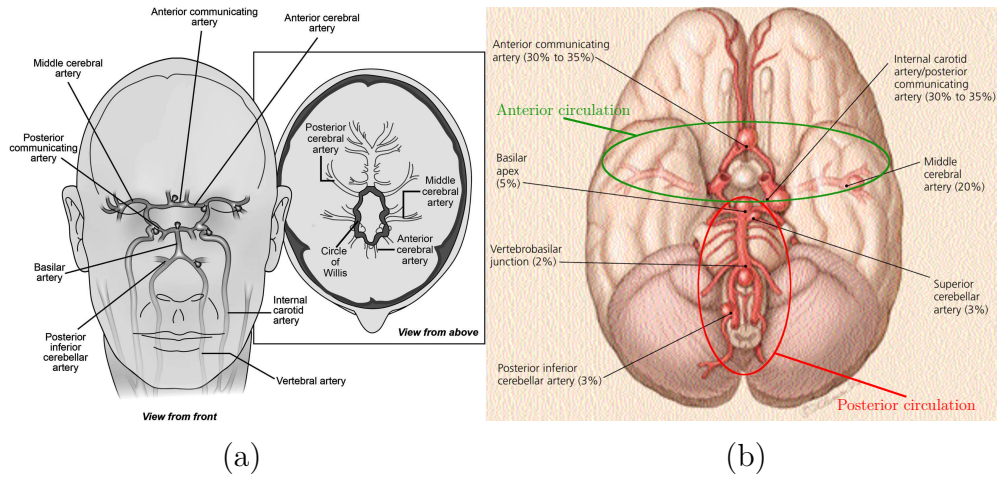 Anterior communicating
artery
Anterior cerebral
artery
Middle cerebral
artery
Posterior
communicating
artery
Basilar
artery
Posterior
inferior
cerebellar
artery
Internal
carotid
artery
Vertebral artery
View from front
Posterior
cerebral
artery
Middle
cerebral
artery
Anterior
cerebral
artery
Circle
of
Willis
View from above
(a)
Anterior communicating
artery (30% to 35%)
Internal carotid
artery/posterior
communicating
artery (30% to 35%)
Anterior circulation
Basilar
apex
(5%)
Middle
cerebral
artery (20%)
Vertebrobasilar
junction (2%)
Superior
cerebellar
artery (3%)
Posterior inferior
cerebellar artery (3%)
Posterior circulation
(b)